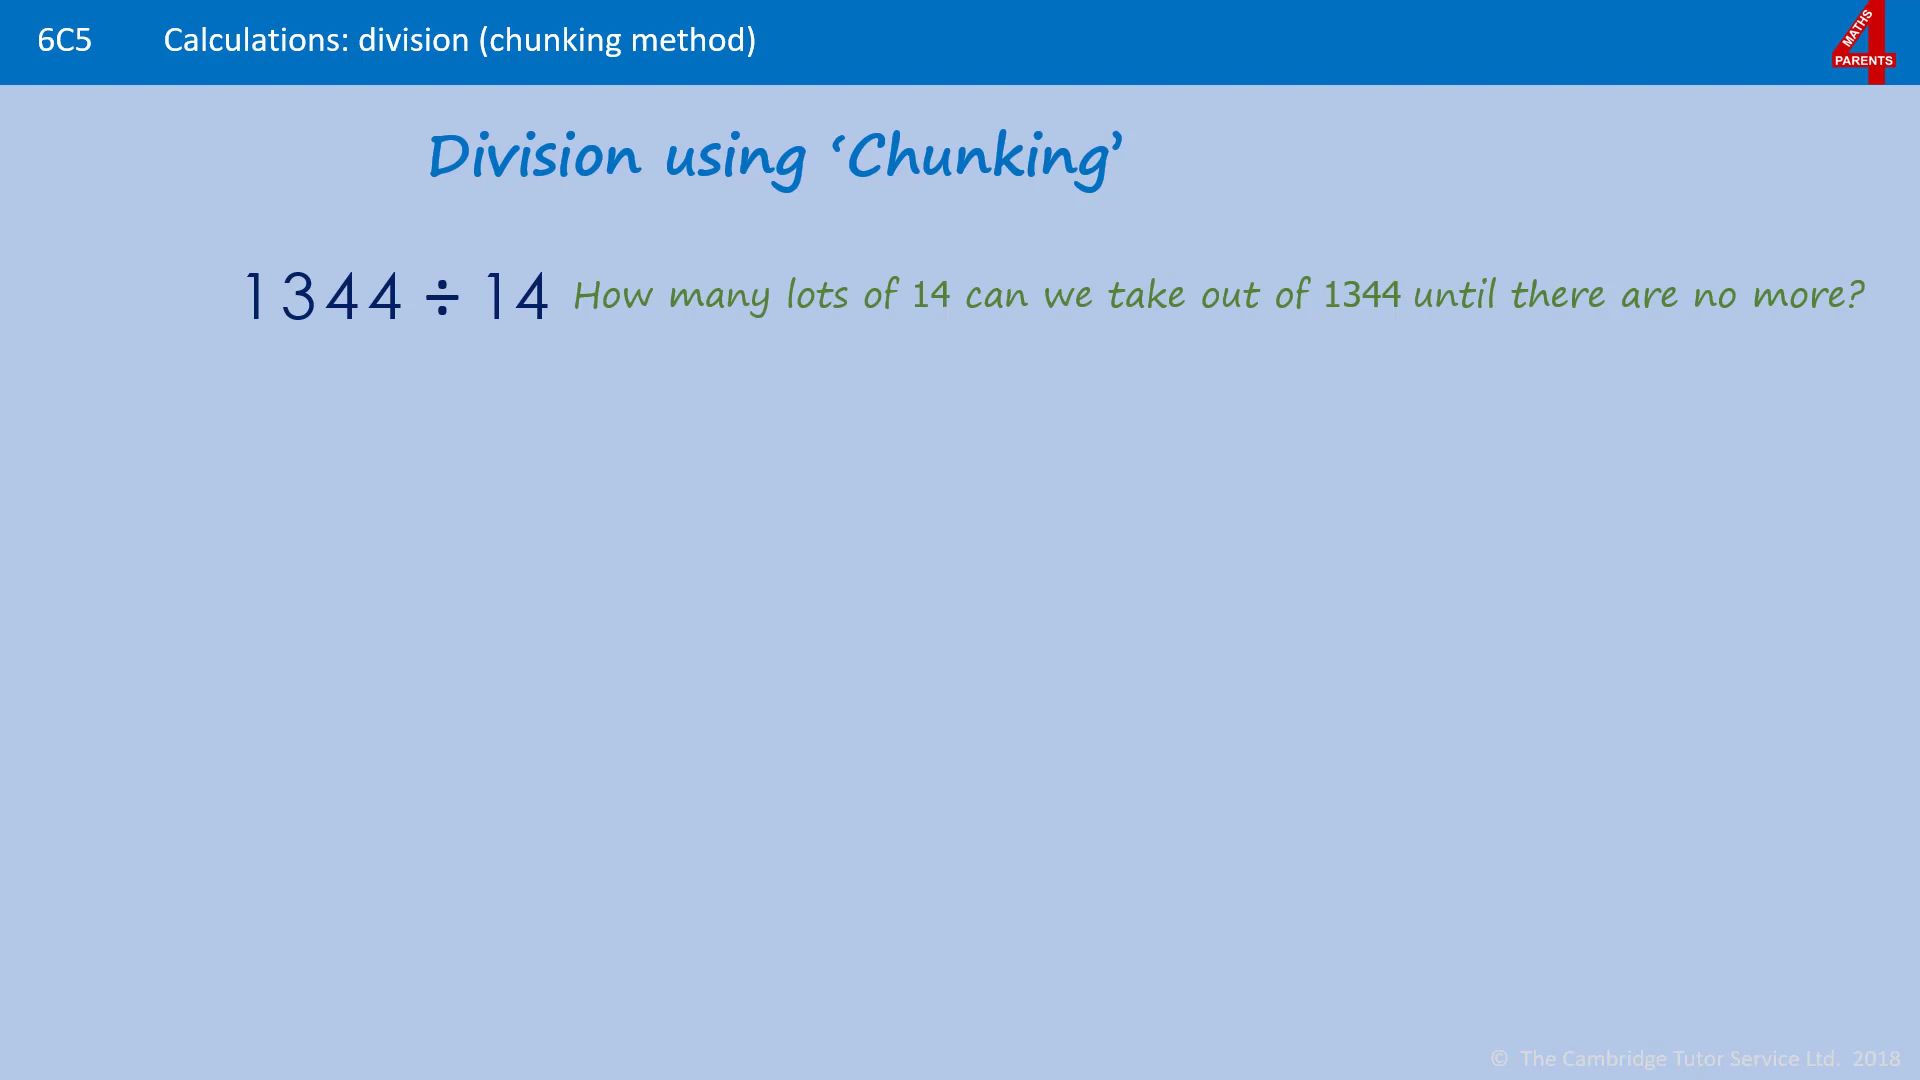 6C5 Calculations: division (chunking method)
MATHS
4
PARENTS
Division using ‘Chunking’
1344 ÷ 14 How many lots of 14 can we take out of 1344 until there are no more?
© The Cambridge Tutor Service Ltd. 2018